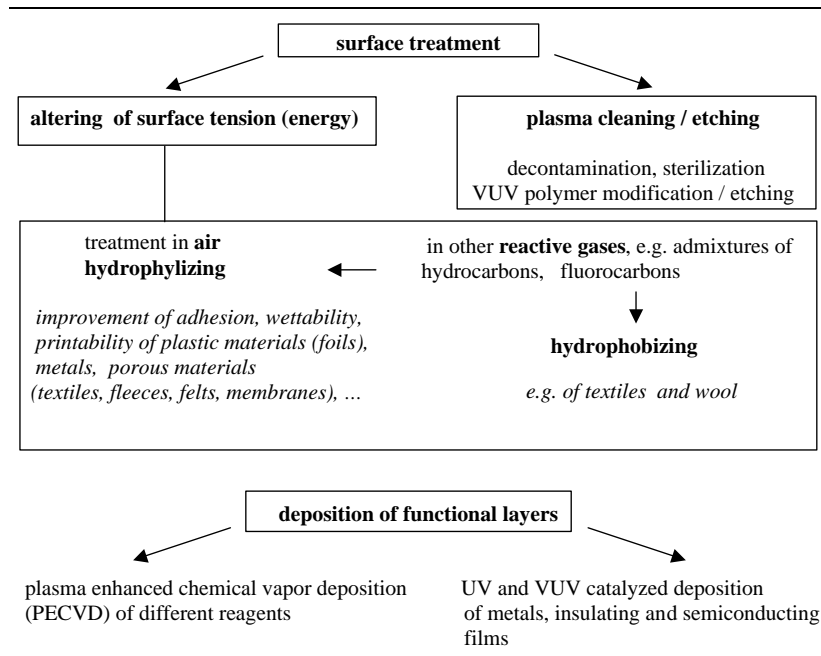 surface treatment
altering of surface tension (energy)
plasma cleaning / etching
decontamination, sterilization
VUV polymer modification / etching
treatment in air
hydrophylizing
improvement of adhesion, wettability,
printability of plastic materials (foils),
metals, porous materials
(textiles, fleeces, felts, membranes), ...
in other reactive gases, e.g. admixtures of
hydrocarbons, fluorocarbons
hydrophobizing
e.g. of textiles and wool
deposition of functional layers
plasma enhanced chemical vapor deposition
(PECVD) of different reagents
UV and VUV catalyzed deposition
of metals, insulating and semiconducting
films